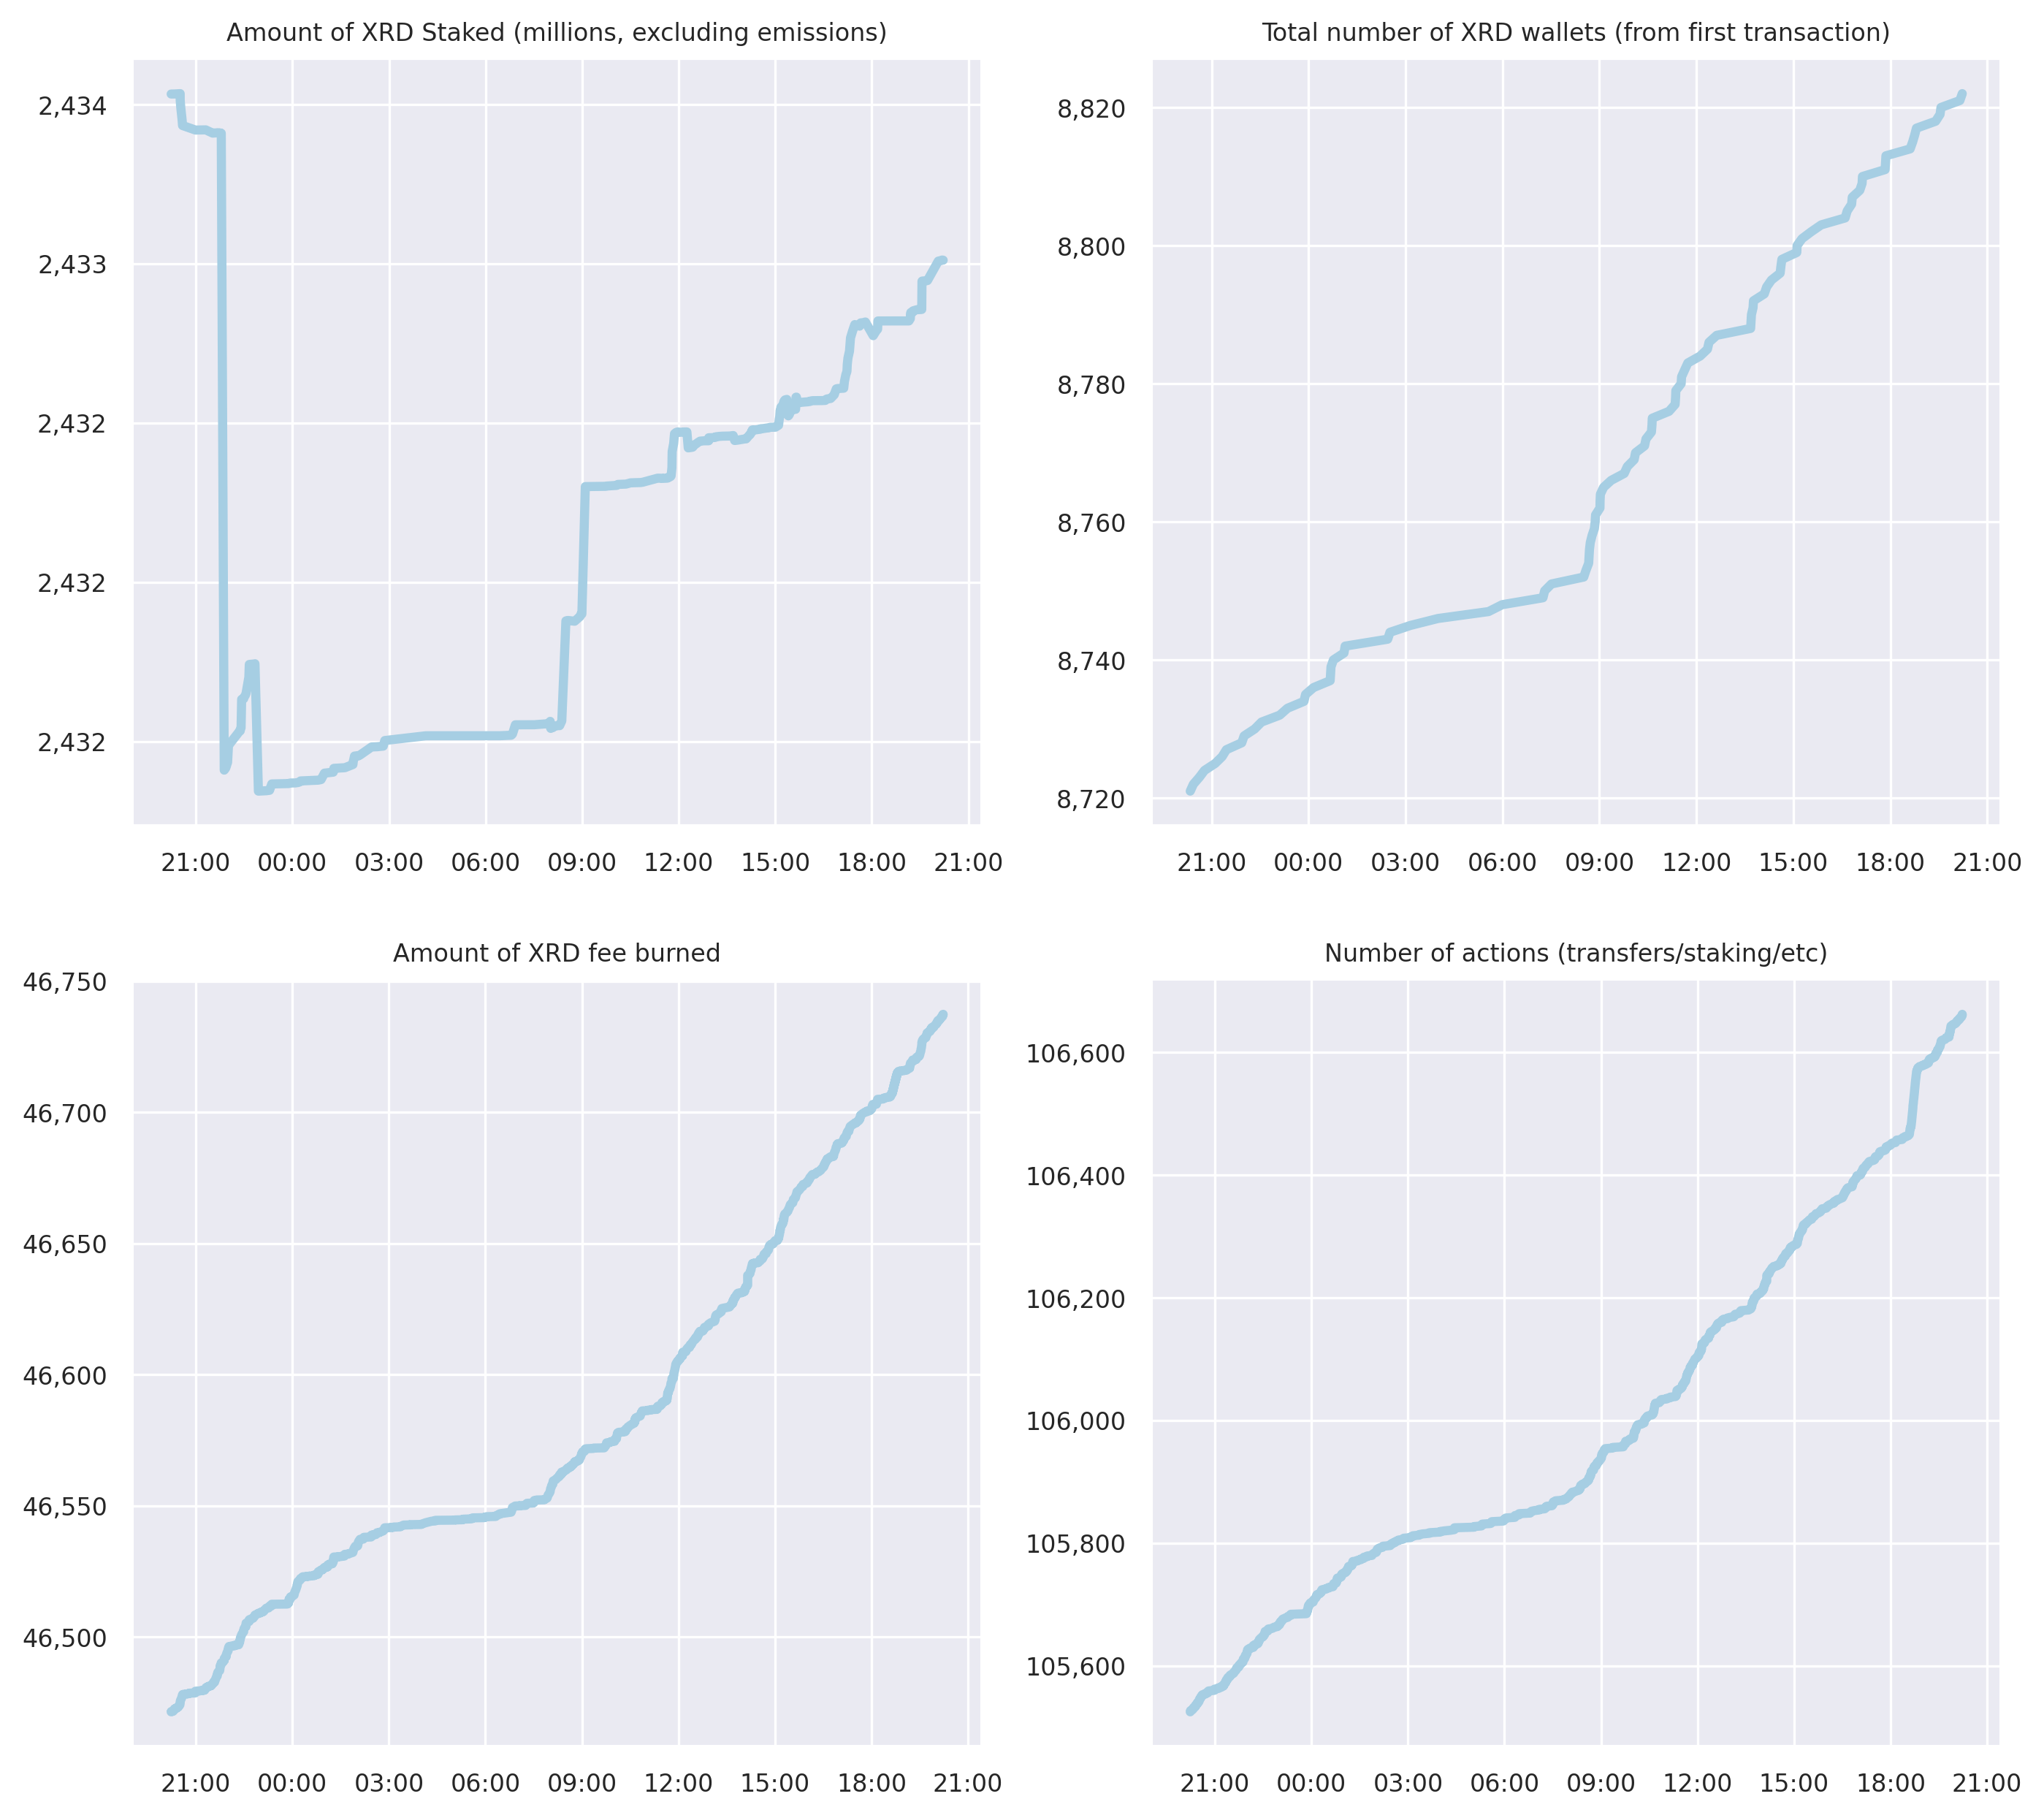 Amount of XRD Staked (millions, excluding emissions)
2,434
2,433
2,432
2,432
2,432
21:00 00:00 03:00 06:00 09:00 12:00 15:00 18:00 21:00
Total number of XRD wallets (from first transaction)
8,820
8,800
8,780
8,760
8,740
8,720
21:00 00:00 03:00 06:00 09:00 12:00 15:00 18:00 21:00
Amount of XRD fee burned
46,750
46,700
46,650
46,600
46,550
46,500
21:00 00:00 03:00 06:00 09:00 12:00 15:00 18:00 21:00
Number of actions (transfers/staking/etc)
106,600
106,400
106,200
106,000
105,800
105,600
21:00 00:00 03:00 06:00 09:00 12:00 15:00 18:00 21:00